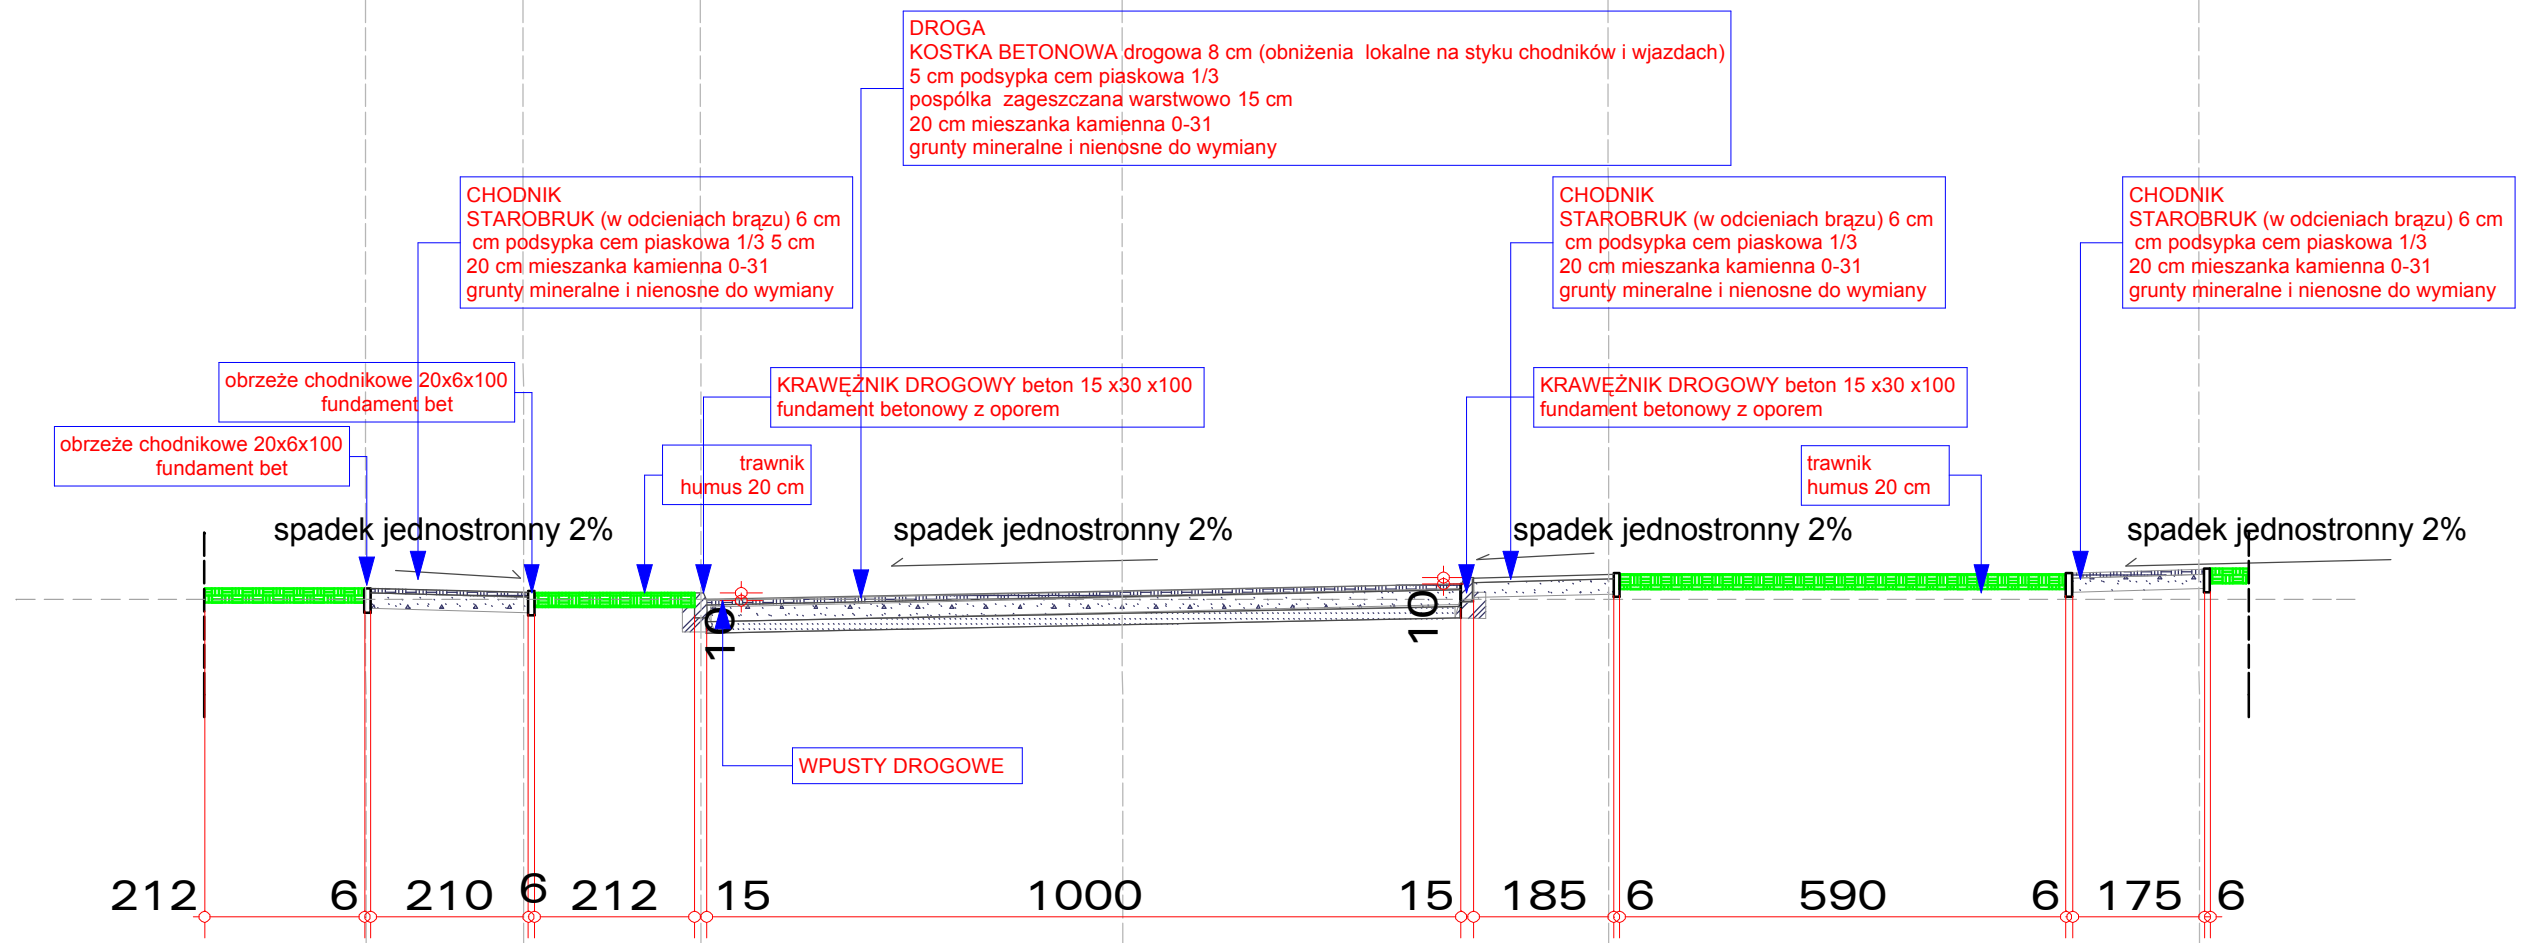 DROGA
KOSTKA BETONOWA drogowa 8 cm (obniżenia lokalne na styku chodników i wjazdach)
5 cm podsypka cem piaskowa 1/3
pospólka zageszczana warstwowo 15 cm
20 cm mieszanka kamienna 0-31
grunty mineralne i nienosne do wymiany
CHODNIK
STAROBRUK (w odcieniach brązu) 6 cm
cm podsypka cem piaskowa 1/3 5 cm
20 cm mieszanka kamienna 0-31
grunty mineralne i nienosne do wymiany
CHODNIK
STAROBRUK (w odcieniach brązu) 6 cm
cm podsypka cem piaskowa 1/3
20 cm mieszanka kamienna 0-31
grunty mineralne i nienosne do wymiany
CHODNIK
STAROBRUK (w odcieniach brązu) 6 cm
cm podsypka cem piaskowa 1/3
20 cm mieszanka kamienna 0-31
grunty mineralne i nienosne do wymiany
obrzeże chodnikowe 20x6x100
fundament bet
KRAWĘŻNIK DROGOWY beton 15 x30 x100
fundament betonowy z oporem
KRAWĘŻNIK DROGOWY beton 15 x30 x100
fundament betonowy z oporem
obrzeże chodnikowe 20x6x100
fundament bet
trawnik
humus 20 cm
trawnik
humus 20 cm
spadek jednostronny 2%
spadek jednostronny 2%
spadek jednostronny 2%
spadek jednostronny 2%
10
10
WPUSTY DROGOWE
212 6 210 6 212 15 1000 15 185 6 590 6 175 6